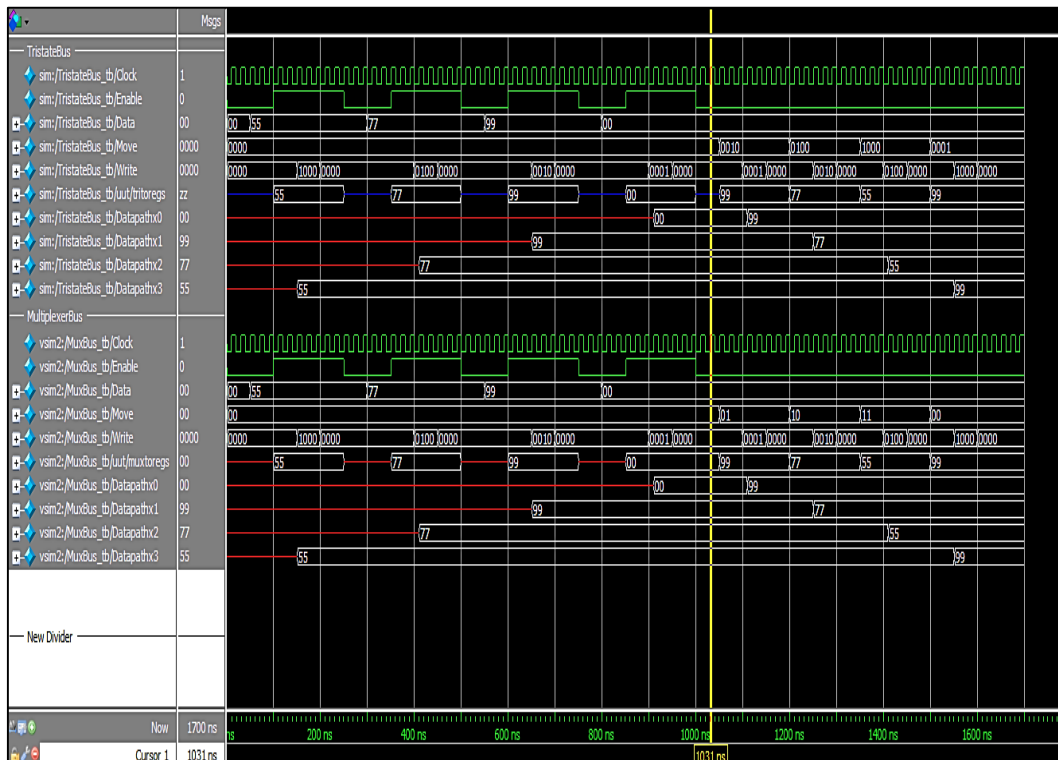 Msgs
TristateBus
sim:/TristateBus_tb/Clock 1
sim:/TristateBus_tb/Enable 0
sim:/TristateBus_tb/Data 00 00 55 77 99 00
sim:/TristateBus_tb/Move 0000 0000 0010 0100 1000 0001
sim:/TristateBus_tb/Write 0000 0000 1000 0000 0100 0000 0010 0000 0001 0000 0001 0000 0010 0000 0100 0000 1000 0000
sim:/TristateBus_tb/uut/tritoregs zz 55 77 99 00 99 77 55 99
sim:/TristateBus_tb/Datapathx0 00 00 99
sim:/TristateBus_tb/Datapathx1 99 99 77
sim:/TristateBus_tb/Datapathx2 77 77 55
sim:/TristateBus_tb/Datapathx3 55 55 99
MultiplexerBus
vsim2:/MuxBus_tb/Clock 1
vsim2:/MuxBus_tb/Enable 0
vsim2:/MuxBus_tb/Data 00 00 55 77 99 00
vsim2:/MuxBus_tb/Move 00 00 01 10 11 00
vsim2:/MuxBus_tb/Write 0000 0000 1000 0000 0100 0000 0010 0000 0001 0000 0001 0000 0010 0000 0100 0000 1000 0000
vsim2:/MuxBus_tb/uut/muxtoregs 00 55 77 99 00 99 77 55 99
vsim2:/MuxBus_tb/Datapathx0 00 00 99
vsim2:/MuxBus_tb/Datapathx1 99 99 77
vsim2:/MuxBus_tb/Datapathx2 77 77 55
vsim2:/MuxBus_tb/Datapathx3 55 55 99
New Divider
Now 1700 ns ns 200 ns 400 ns 600 ns 800 ns 1000 ns 1200 ns 1400 ns 1600 ns
Cursor 1 1031 ns 1031 ns